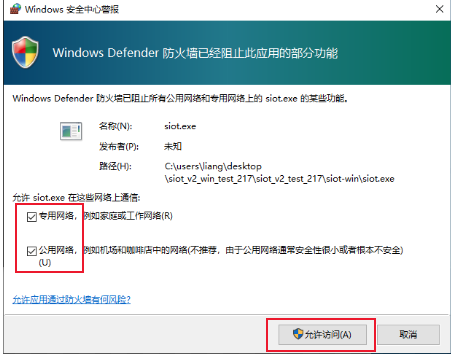 Windows 安全中心警报
Windows Defender 防火墙已经阻止此应用的部分功能
Windows Defender 防火墙已阻止所有公用网络和专用网络上的 siot.exe 的某些功能。
名称(N): siot.exe
发布者(P): 未知
路径(H): C:\users\liang\desktop
\siot_v2_win_test_217\siot_v2_test_217\siot-win\siot.exe
允许 siot.exe 在这些网络上通信:
专用网络，例如家庭或工作网络(R)
公用网络，例如机场和咖啡店中的网络(不推荐，由于公用网络通常安全性很小或者根本不安全)
(U)
允许应用通过防火墙有何风险?
允许访问(A) 取消